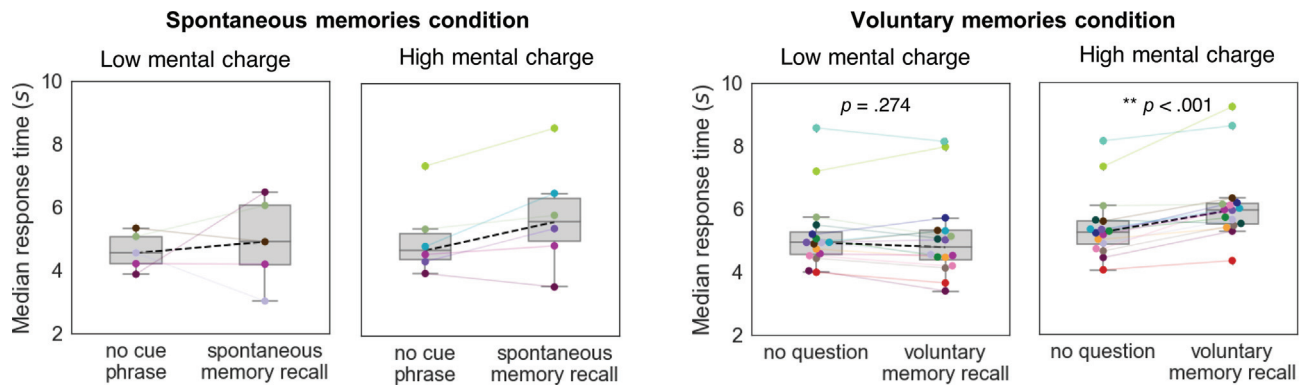 Spontaneous memories condition
Low mental charge
High mental charge
Median response time (s)
10
8
6
4
2
no cue
phrase
spontaneous
memory recall
no cue
phrase
spontaneous
memory recall
Voluntary memories condition
Low mental charge
High mental charge
Median response time (s)
10
8
6
4
2
p = .274
** p < .001
no question
voluntary
memory recall
no question
voluntary
memory recall